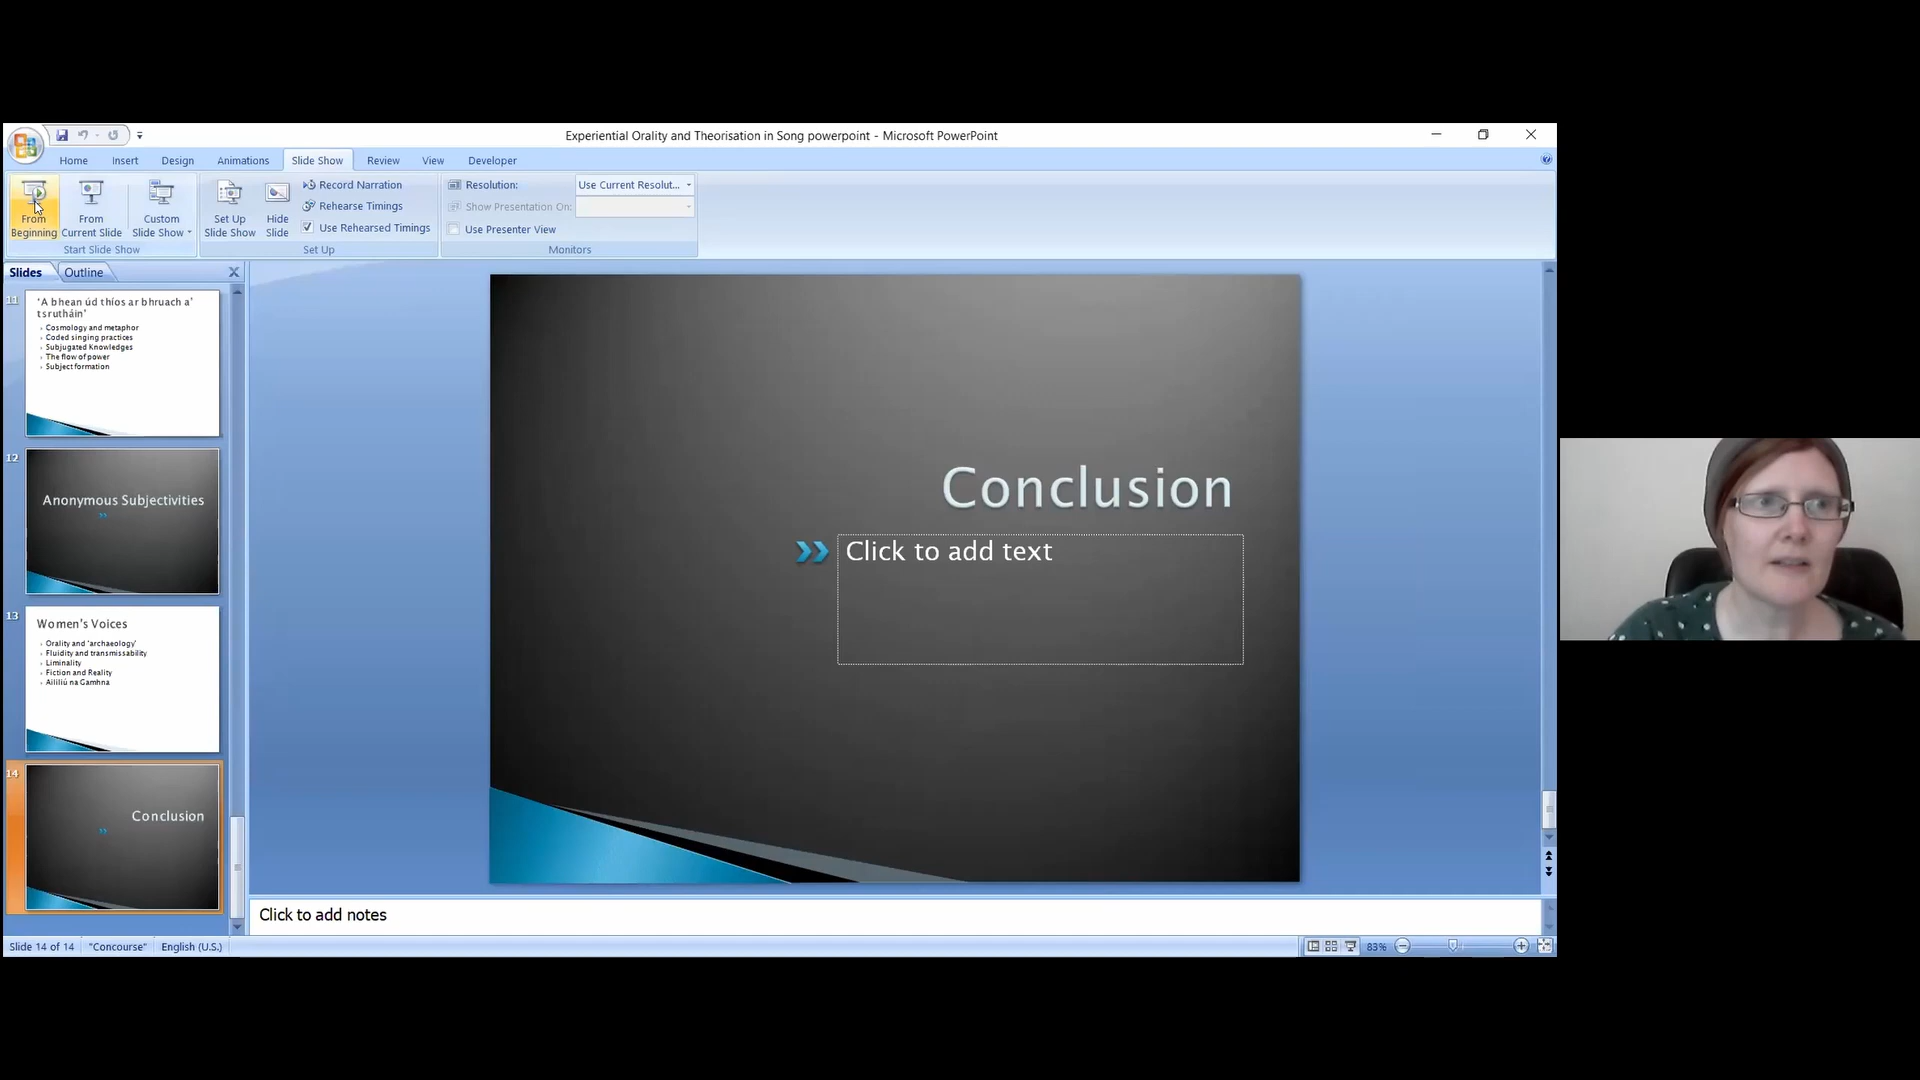 Experiential Orality and Theorisation in Song powerpoint - Microsoft PowerPoint
Home Insert Design Animations Slide Show Review View Developer
From Beginning
From Current Slide
Custom Slide Show
Start Slide Show
Set Up Slide Show
Hide Slide
Record Narration
Rehearse Timings
Use Rehearsed Timings
Set Up
Resolution: Use Current Resolut...
Show Presentation On:
Use Presenter View
Monitors
Slides Outline
11
'A bhean úd thíos ar bhruach a'
tsrutháin'
Cosmology and metaphor
Coded singing practices
Subjugated Knowledges
The flow of power
Subject formation
12
Anonymous Subjectivities
13
Women's Voices
Orality and 'archaeology'
Fluidity and transmissability
Liminality
Fiction and Reality
Aililiú na Gamhna
14
Conclusion
Conclusion
Click to add text
Click to add notes
Slide 14 of 14 "Concourse" English (U.S.) 83%